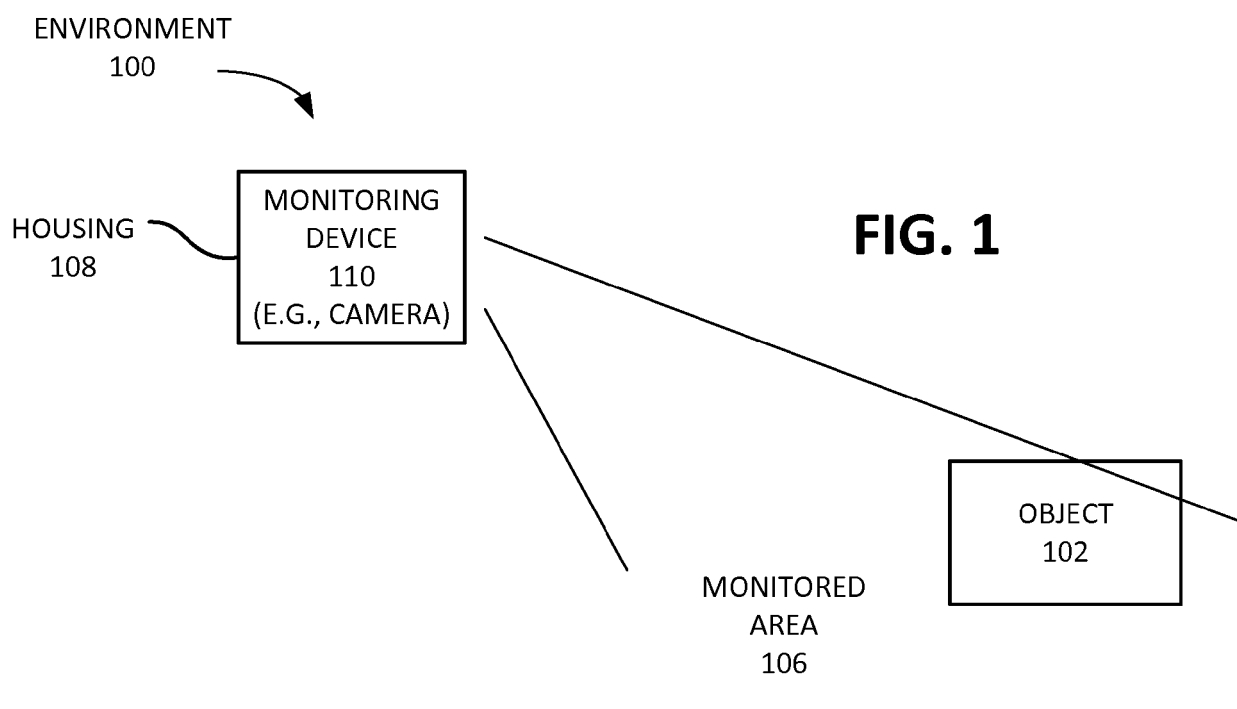 ENVIRONMENT
100
HOUSING
108
MONITORING
DEVICE
110
(E.G., CAMERA)
FIG. 1
OBJECT
102
MONITORED
AREA
106